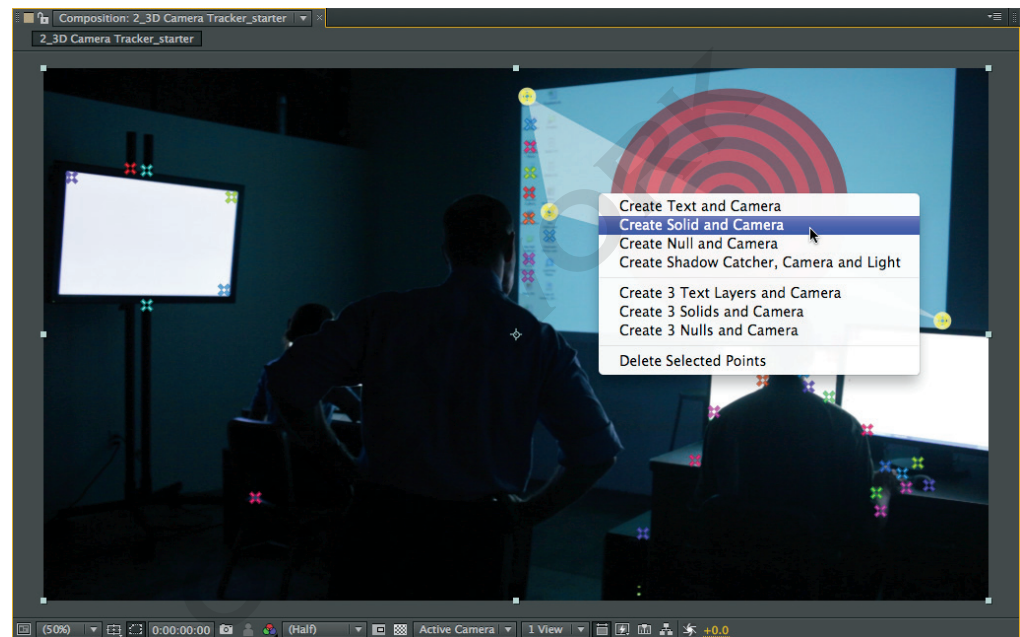 Composition: 2_3D Camera Tracker_starter
2_3D Camera Tracker_starter
Create Text and Camera
Create Solid and Camera
Create Null and Camera
Create Shadow Catcher, Camera and Light
Create 3 Text Layers and Camera
Create 3 Solids and Camera
Create 3 Nulls and Camera
Delete Selected Points
(50%) 0:00:00:00 (Half) Active Camera 1 View +0.0